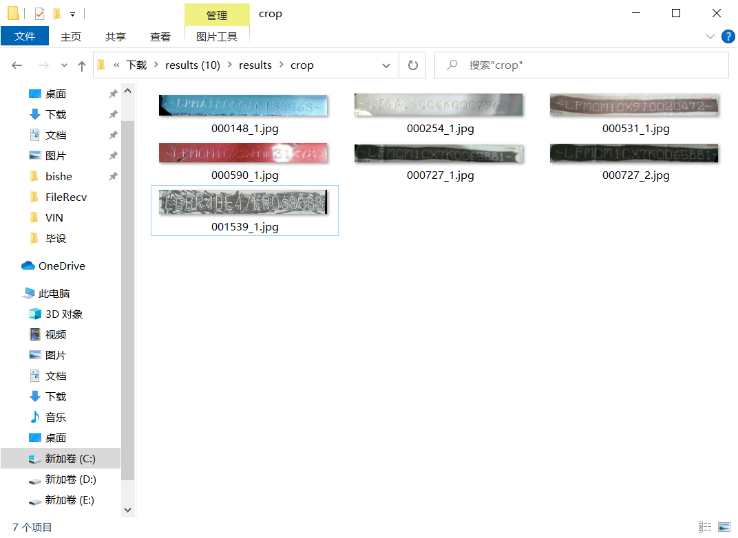 管理
crop
文件
主页
共享
查看
图片工具
« 下载 › results (10) › results › crop
搜索"crop"
桌面
下载
文档
图片
bishe
FileRecv
VIN
毕设
OneDrive
此电脑
3D 对象
视频
图片
文档
下载
音乐
桌面
新加卷 (C:)
新加卷 (D:)
新加卷 (E:)
000148_1.jpg
000254_1.jpg
000531_1.jpg
000590_1.jpg
000727_1.jpg
000727_2.jpg
001539_1.jpg
7 个项目